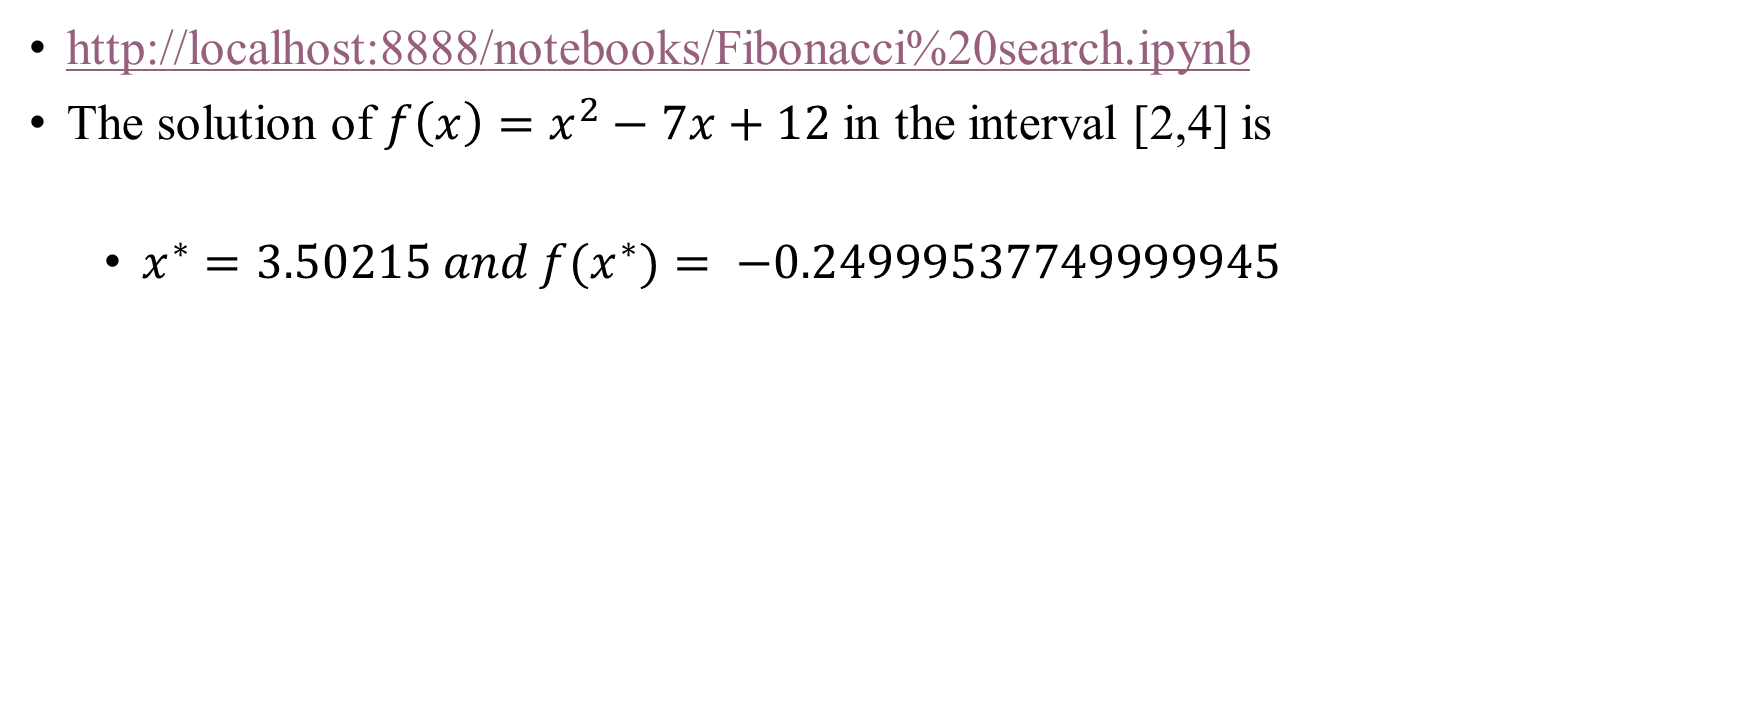 • http://localhost:8888/notebooks/Fibonacci%20search.ipynb
• The solution of 𝑓(𝑥) = 𝑥² − 7𝑥 + 12 in the interval [2,4] is
• 𝑥* = 3.50215 𝑎𝑛𝑑 𝑓(𝑥*) = −0.24999537749999945